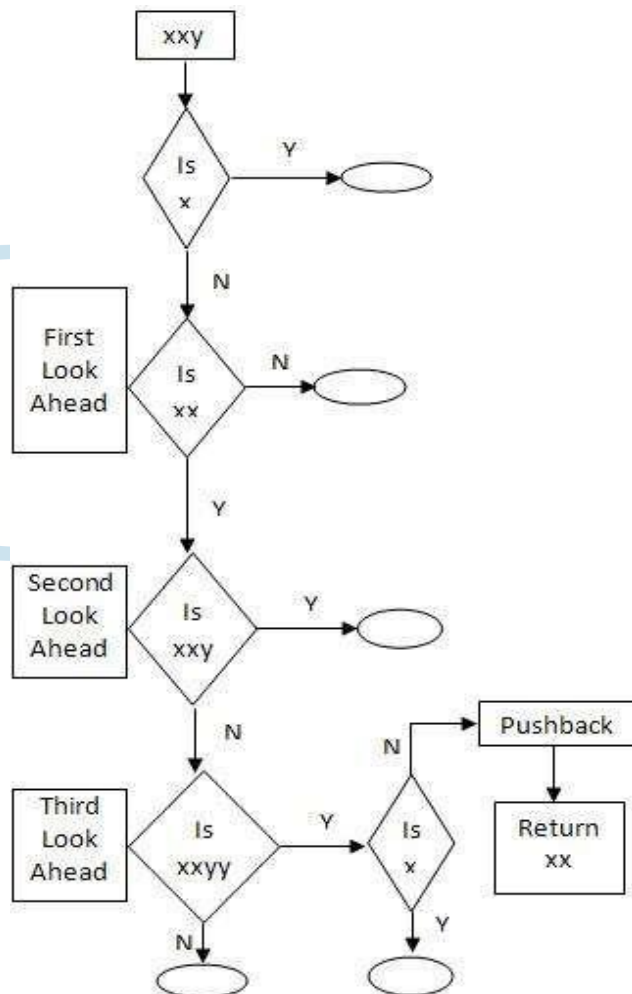 xxy
Is
x
Y
N
First
Look
Ahead
Is
xx
N
Y
Second
Look
Ahead
Is
xxy
Y
N
Third
Look
Ahead
Is
xxyy
Y
N
Is
x
N
Y
Pushback
Return
xx